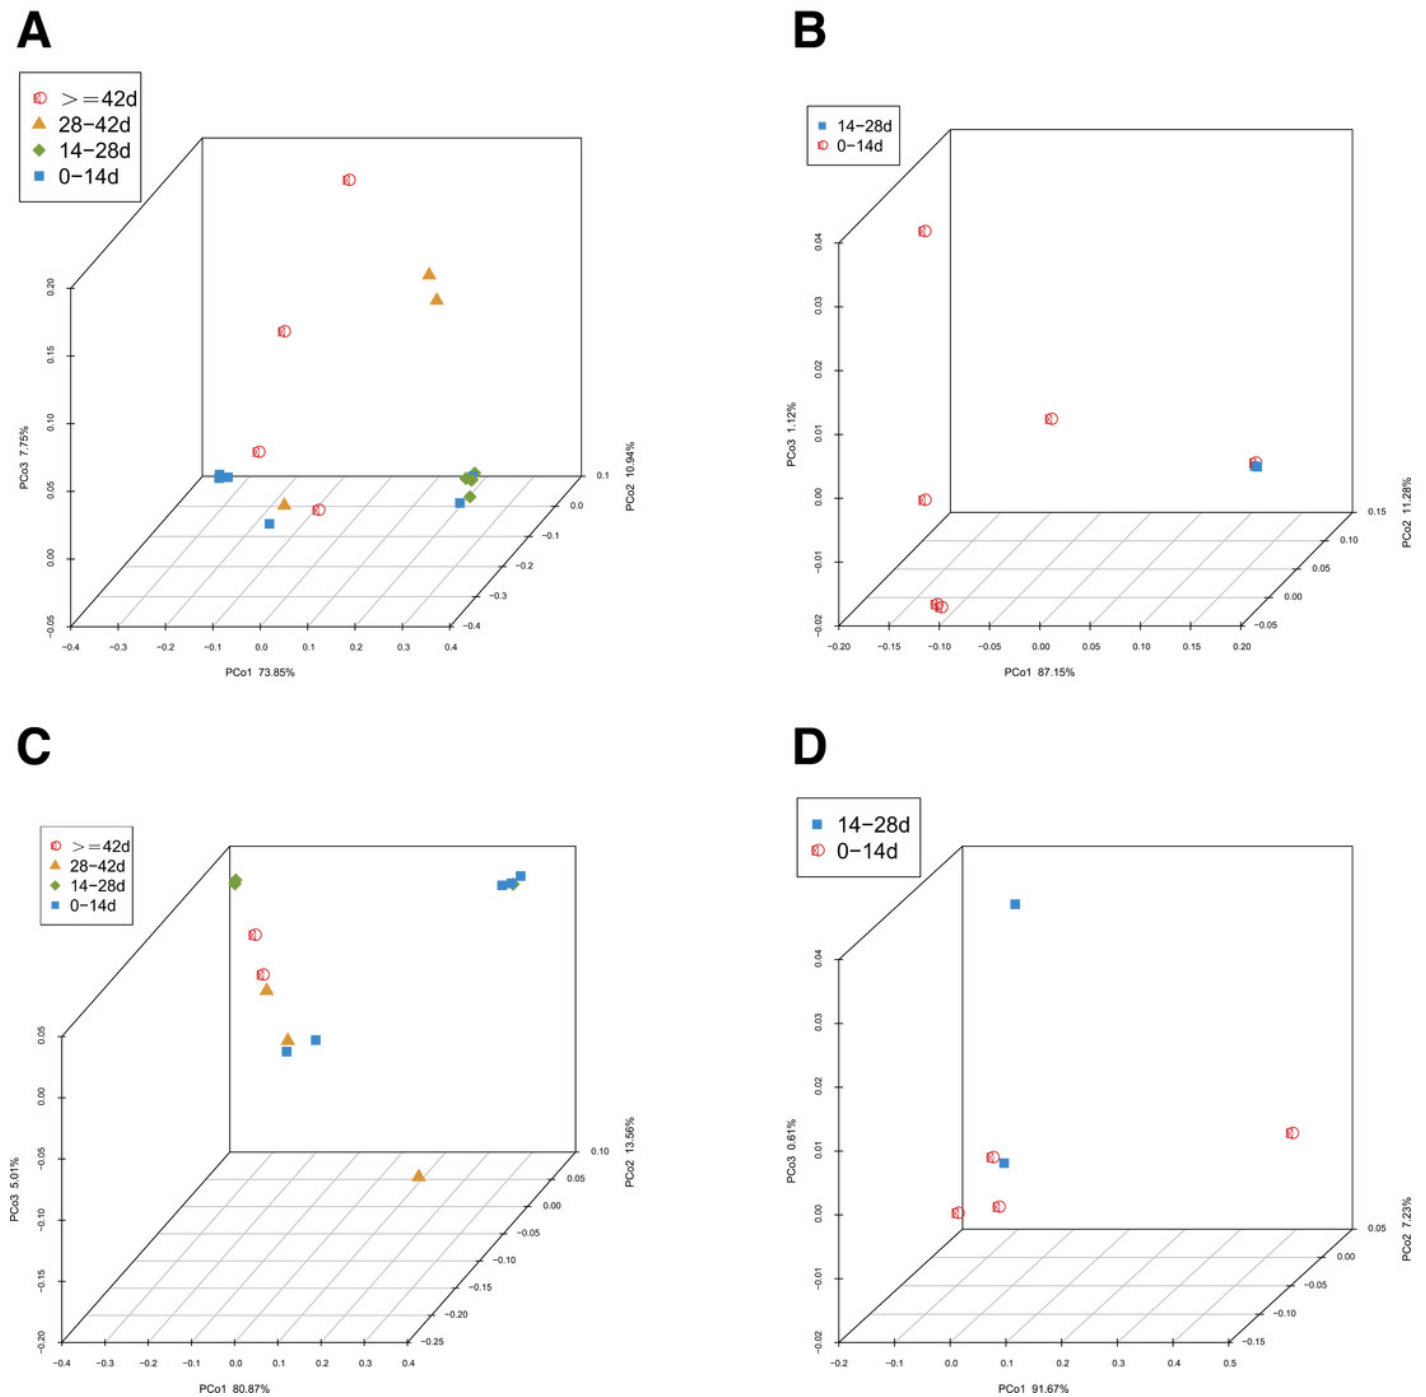 A
>=42d
28-42d
14-28d
0-14d
0.20
0.15
0.10
0.05
0.00
-0.05
PCo3 7.75%
-0.4 -0.3 -0.2 -0.1 0.0 0.1 0.2 0.3 0.4
PCo1 73.85%
0.1
0.0
-0.1
-0.2
-0.3
-0.4
PCo2 10.94%
B
14-28d
0-14d
0.04
0.03
0.02
0.01
0.00
-0.01
-0.02
PCo3 1.12%
-0.20 -0.15 -0.10 -0.05 0.00 0.05 0.10 0.15 0.20
PCo1 87.15%
0.15
0.10
0.05
0.00
-0.05
PCo2 11.28%
C
>=42d
28-42d
14-28d
0-14d
0.05
0.00
-0.05
-0.10
-0.15
-0.20
PCo3 5.01%
-0.4 -0.3 -0.2 -0.1 0.0 0.1 0.2 0.3 0.4
PCo1 80.87%
0.10
0.05
0.00
-0.05
-0.10
-0.15
-0.20
-0.25
PCo2 13.56%
D
14-28d
0-14d
0.04
0.03
0.02
0.01
0.00
-0.01
-0.02
PCo3 0.61%
-0.2 -0.1 0.0 0.1 0.2 0.3 0.4 0.5
PCo1 91.67%
0.05
0.00
-0.05
-0.10
-0.15
PCo2 7.23%